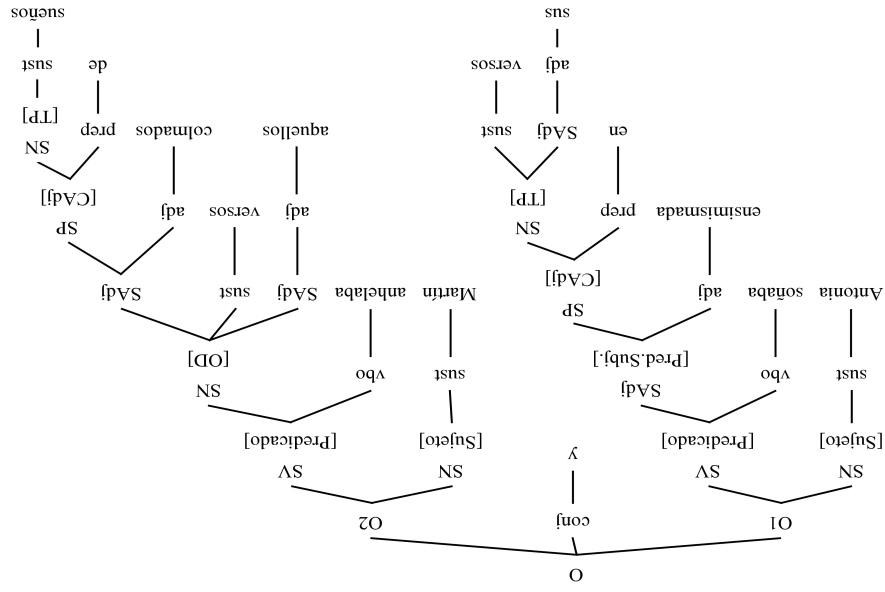 O
O1 conj O2
SN SV y SN SV
[Sujeto] [Predicado] [Sujeto] [Predicado]
sust vbo SAdj sust vbo SN
[Pred.Subj.] [OD]
Antonia soñaba adj SP Martín anhelaba SAdj sust SAdj
[CAdj]
ensimismada prep SN adj versos adj SP
[TP] [CAdj]
en SAdj sust aquellos colmados prep SN
[TP]
adj versos de sust
sus sueños